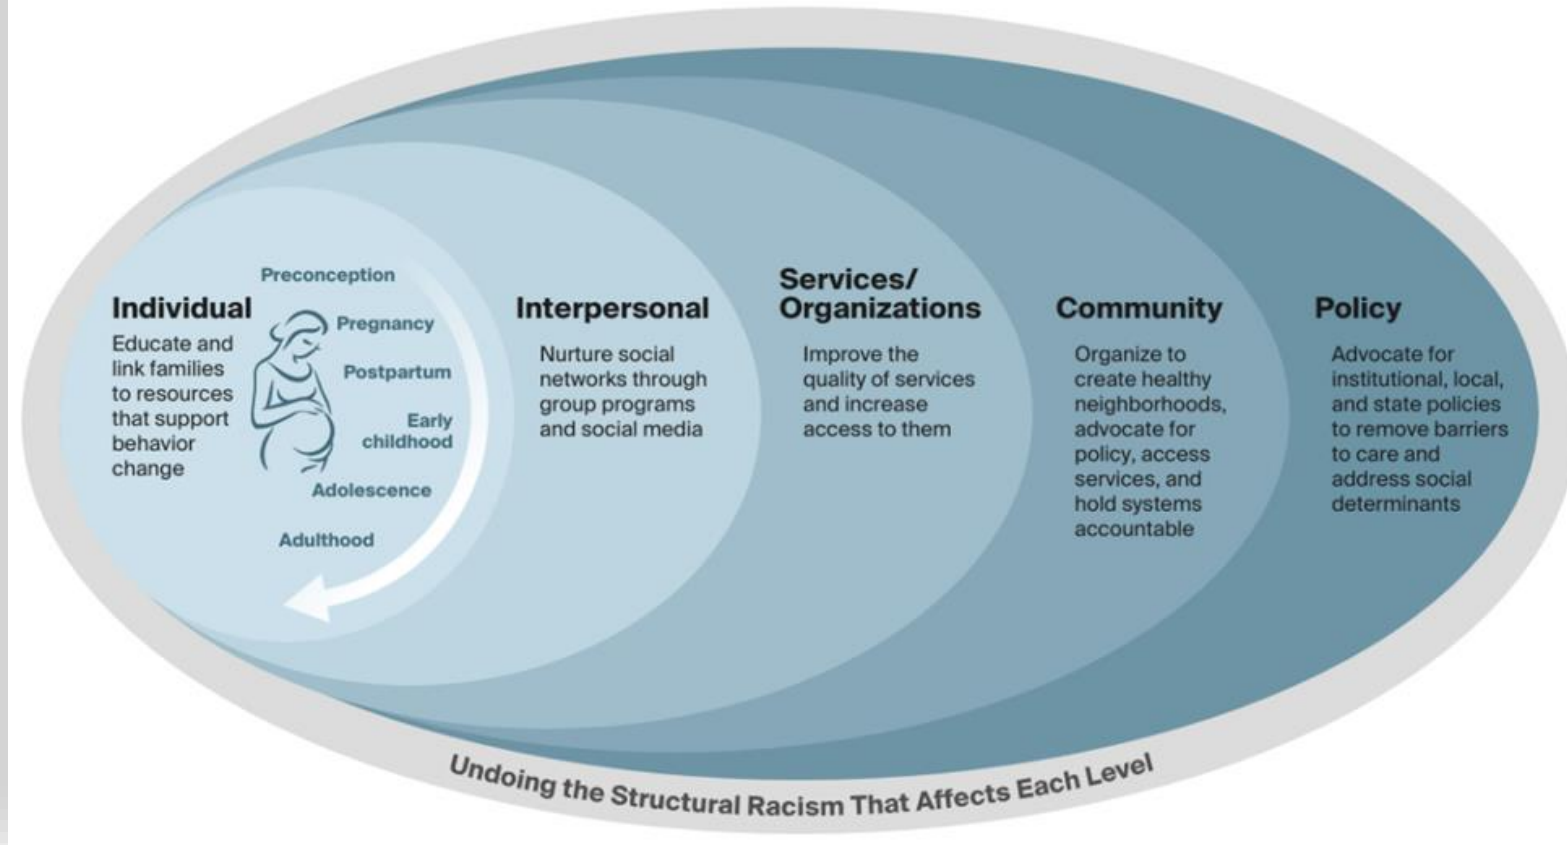 Individual
Educate and
link families
to resources
that support
behavior
change
Preconception
Pregnancy
Postpartum
Early
childhood
Adolescence
Adulthood
Interpersonal
Nurture social
networks through
group programs
and social media
Services/
Organizations
Improve the
quality of services
and increase
access to them
Community
Organize to
create healthy
neighborhoods,
advocate for
policy, access
services, and
hold systems
accountable
Policy
Advocate for
institutional, local,
and state policies
to remove barriers
to care and
address social
determinants
Undoing the Structural Racism That Affects Each Level